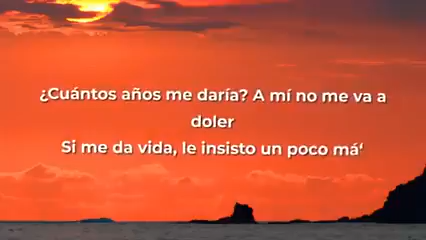 ¿Cuántos años me daría? A mí no me va a
doler
Si me da vida, le insisto un poco má‘